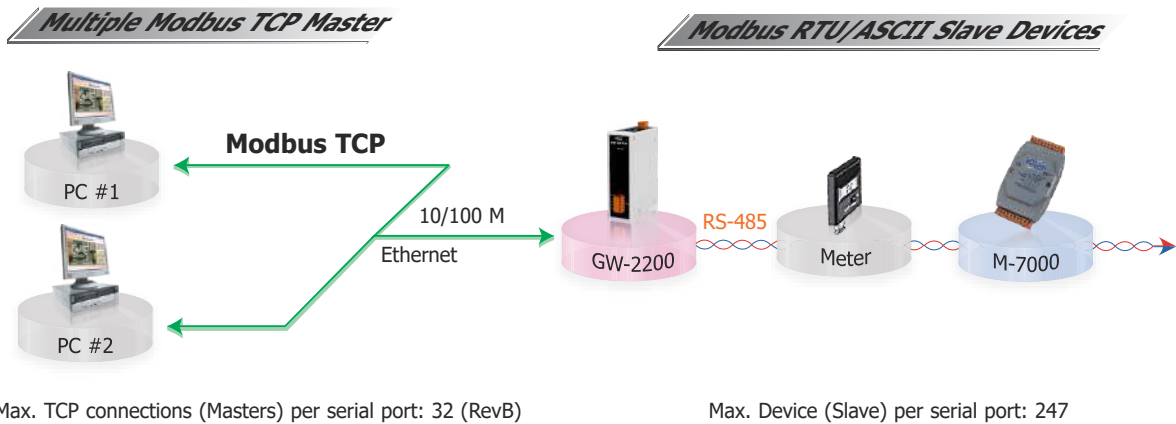 Multiple Modbus TCP Master
Modbus RTU/ASCII Slave Devices
Modbus TCP
PC #1
10/100 M
Ethernet
RS-485
GW-2200
Meter
M-7000
PC #2
Max. TCP connections (Masters) per serial port: 32 (RevB)
Max. Device (Slave) per serial port: 247